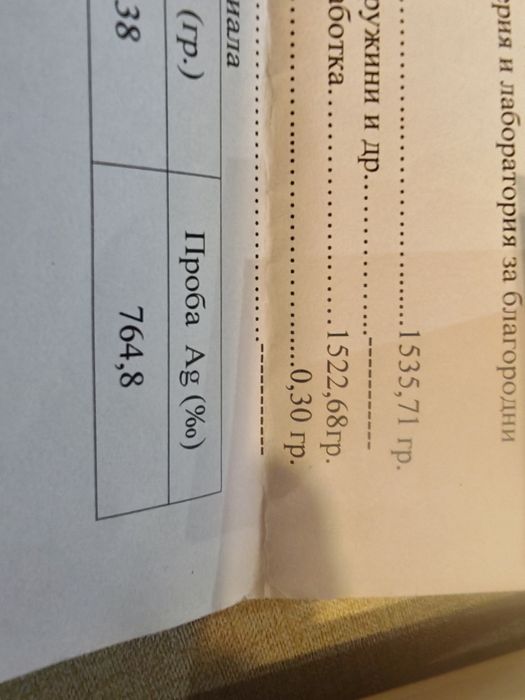 ерия и лаборатория за благородни
..............................1535,71 гр.
ружини и др.................-----------
аботка........................1522,68гр.
........................................0,30 гр.
........................................-----------
иала
(гр.) Проба Ag (‰)
38 764,8